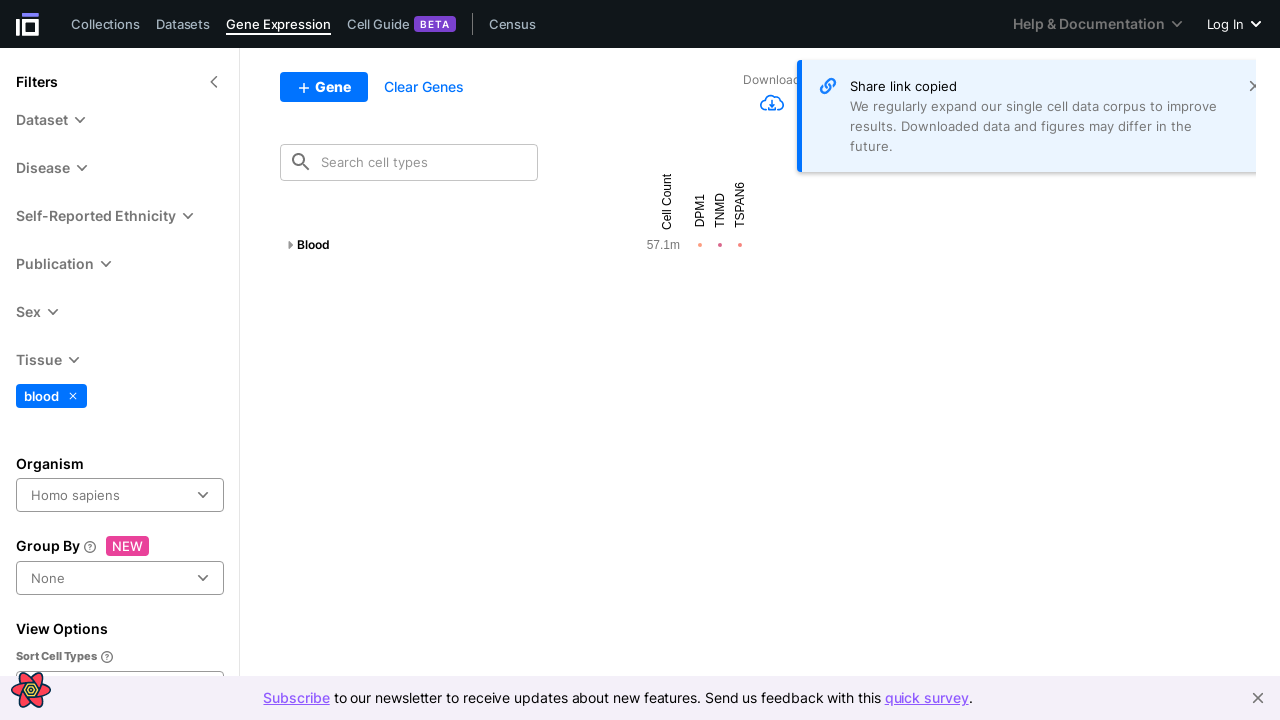 Collections Datasets Gene Expression Cell Guide BETA Census Help & Documentation Log In
Filters
Dataset
Disease
Self-Reported Ethnicity
Publication
Sex
Tissue
blood ×
Organism
Homo sapiens
Group By ? NEW
None
View Options
Sort Cell Types ?
+ Gene Clear Genes
Download
Share link copied
We regularly expand our single cell data corpus to improve
results. Downloaded data and figures may differ in the
future.
Search cell types
Cell Count
DPM1
TNMD
TSPAN6
Blood 57.1m
Subscribe to our newsletter to receive updates about new features. Send us feedback with this quick survey.